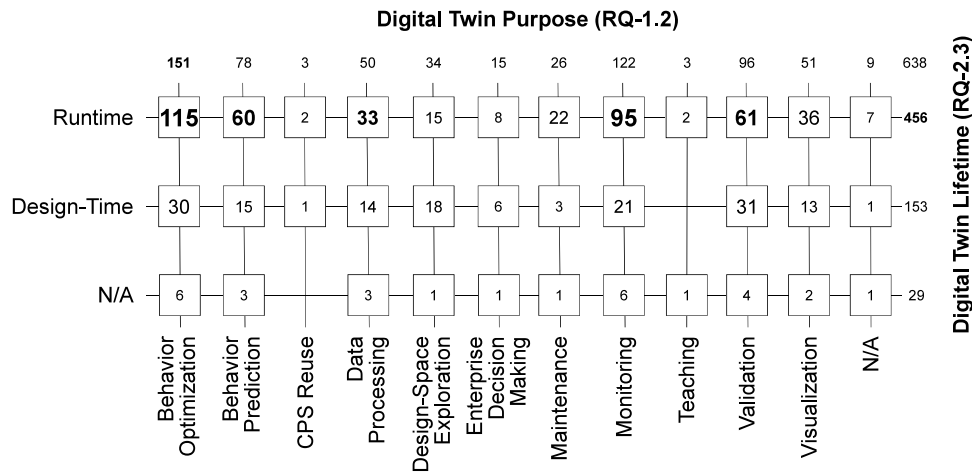 Digital Twin Purpose (RQ-1.2)
151 78 3 50 34 15 26 122 3 96 51 9 638
Runtime 115 60 2 33 15 8 22 95 2 61 36 7 456
Design-Time 30 15 1 14 18 6 3 21 31 13 1 153
N/A 6 3 3 1 1 1 6 1 4 2 1 29
Behavior
Optimization
Behavior
Prediction
CPS Reuse
Data
Processing
Design-Space
Exploration
Enterprise
Decision
Making
Maintenance
Monitoring
Teaching
Validation
Visualization
N/A
Digital Twin Lifetime (RQ-2.3)